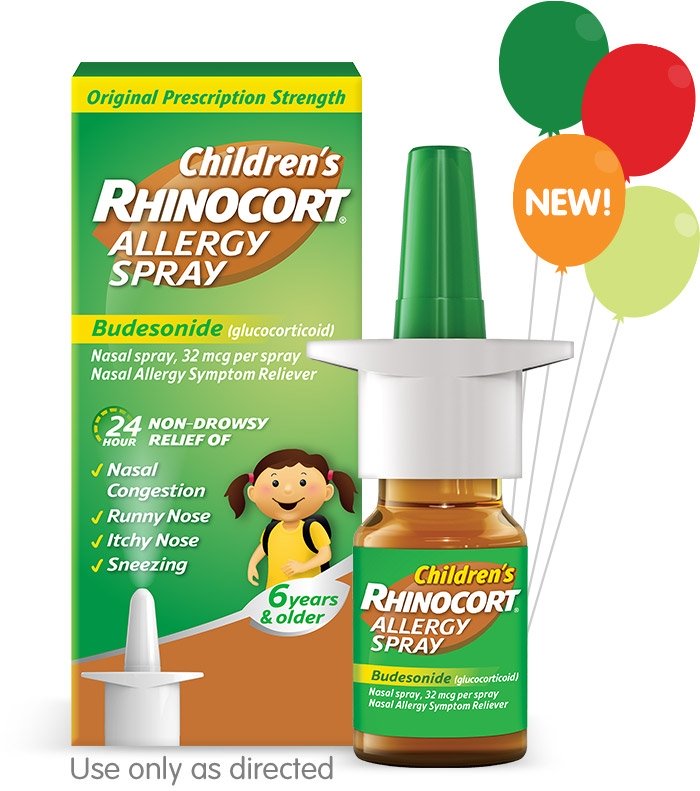 Original Prescription Strength
Children's
RHINOCORT®
ALLERGY
SPRAY
Budesonide (glucocorticoid)
Nasal spray, 32 mcg per spray
Nasal Allergy Symptom Reliever
24
HOUR
NON-DROWSY
RELIEF OF
Nasal
Congestion
Runny Nose
Itchy Nose
Sneezing
6 years
& older
NEW!
Children's
RHINOCORT®
ALLERGY
SPRAY
Budesonide (glucocorticoid)
Nasal spray, 32 mcg per spray
Nasal Allergy Symptom Reliever
Use only as directed